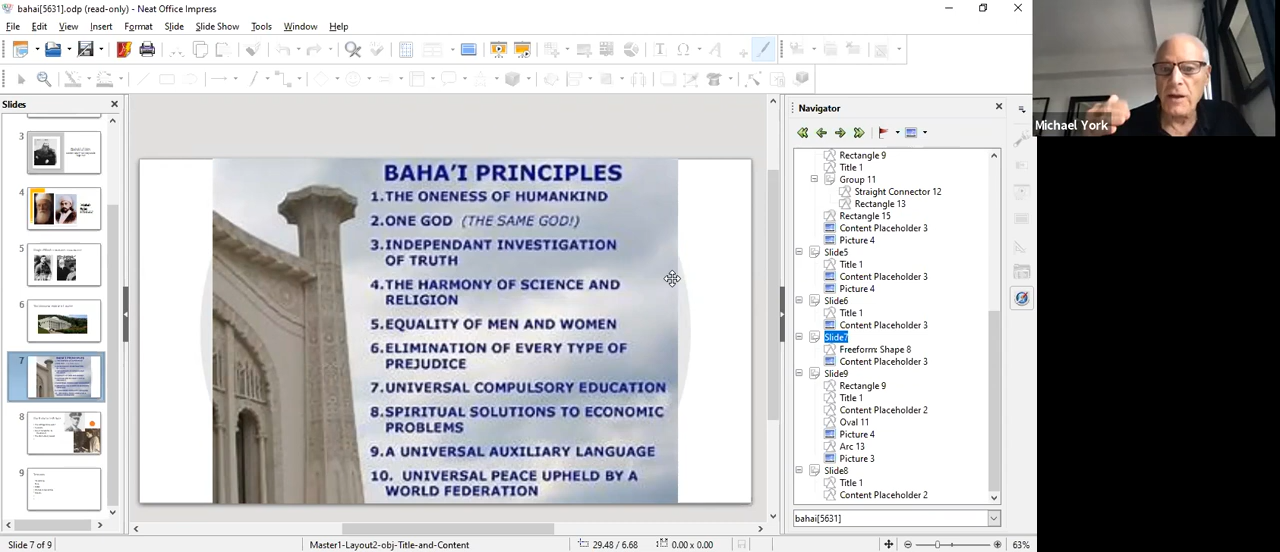 bahai[5631].odp (read-only) - Neat Office Impress
File Edit View Insert Format Slide Slide Show Tools Window Help
Slides
3
4
5
6
7
8
9
BAHA'I PRINCIPLES
1.THE ONENESS OF HUMANKIND
2.ONE GOD (THE SAME GOD!)
3.INDEPENDANT INVESTIGATION
OF TRUTH
4.THE HARMONY OF SCIENCE AND
RELIGION
5.EQUALITY OF MEN AND WOMEN
6.ELIMINATION OF EVERY TYPE OF
PREJUDICE
7.UNIVERSAL COMPULSORY EDUCATION
8.SPIRITUAL SOLUTIONS TO ECONOMIC
PROBLEMS
9.A UNIVERSAL AUXILIARY LANGUAGE
10. UNIVERSAL PEACE UPHELD BY A
WORLD FEDERATION
Navigator
Rectangle 9
Title 1
Group 11
Straight Connector 12
Rectangle 13
Rectangle 15
Content Placeholder 3
Picture 4
Slide5
Title 1
Content Placeholder 3
Picture 4
Slide6
Title 1
Content Placeholder 3
Slide7
Freeform: Shape 8
Content Placeholder 3
Slide9
Rectangle 9
Title 1
Content Placeholder 2
Oval 11
Picture 4
Arc 13
Picture 3
Slide8
Title 1
Content Placeholder 2
bahai[5631]
Michael York
Slide 7 of 9 Master1-Layout2-obj-Title-and-Content 29.48 / 6.68 0.00 x 0.00 63%